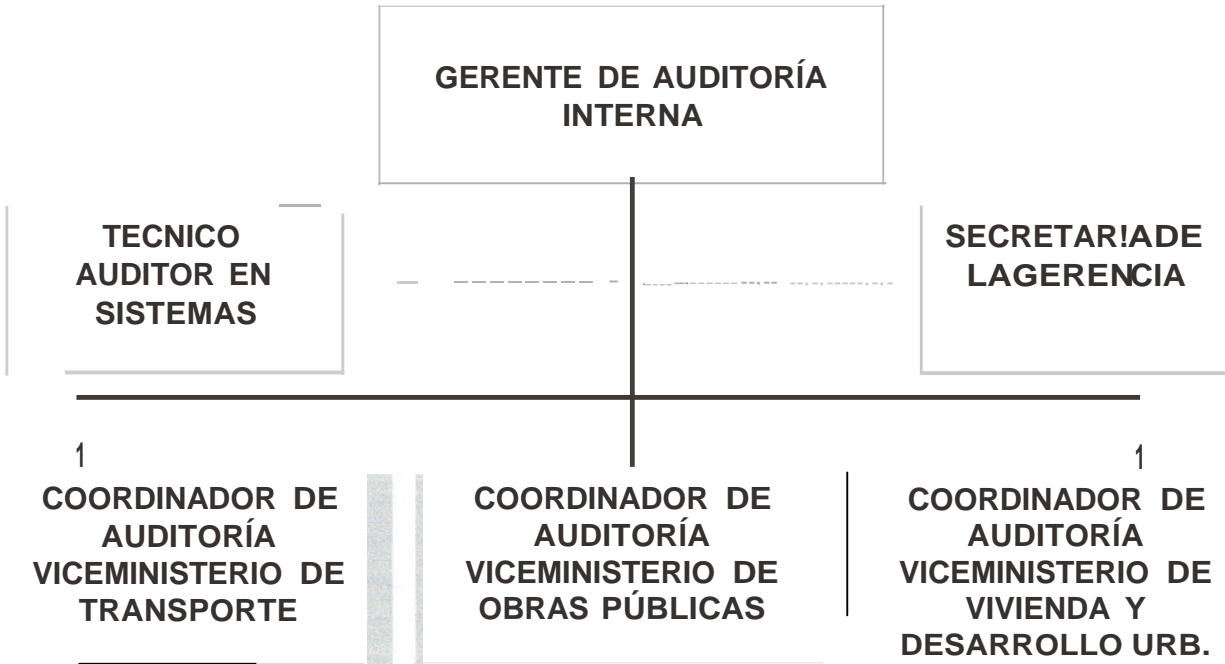 GERENTE DE AUDITORÍA
INTERNA
TECNICO
AUDITOR EN
SISTEMAS
SECRETAR!ADE
LAGERENCIA
1
1
COORDINADOR DE
AUDITORÍA
VICEMINISTERIO DE
TRANSPORTE
COORDINADOR DE
AUDITORÍA
VICEMINISTERIO DE
OBRAS PÚBLICAS
COORDINADOR DE
AUDITORÍA
VICEMINISTERIO DE
VIVIENDA Y
DESARROLLO URB.